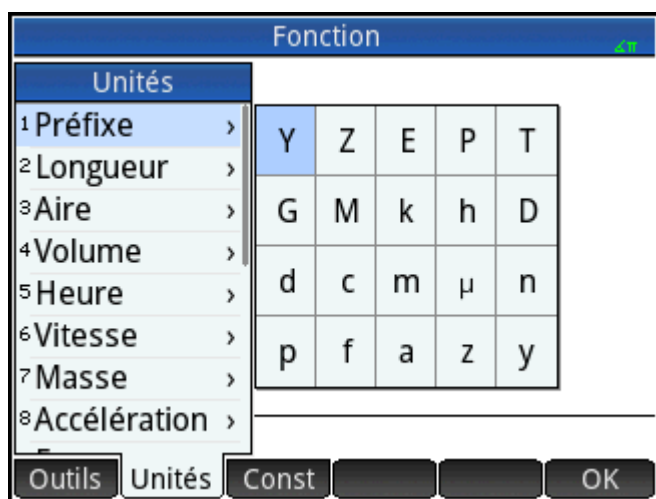 Fonction
∡π
Unités
1 Préfixe ›
2 Longueur ›
3 Aire ›
4 Volume ›
5 Heure ›
6 Vitesse ›
7 Masse ›
8 Accélération ›
Y Z E P T
G M k h D
d c m μ n
p f a z y
Outils Unités Const OK